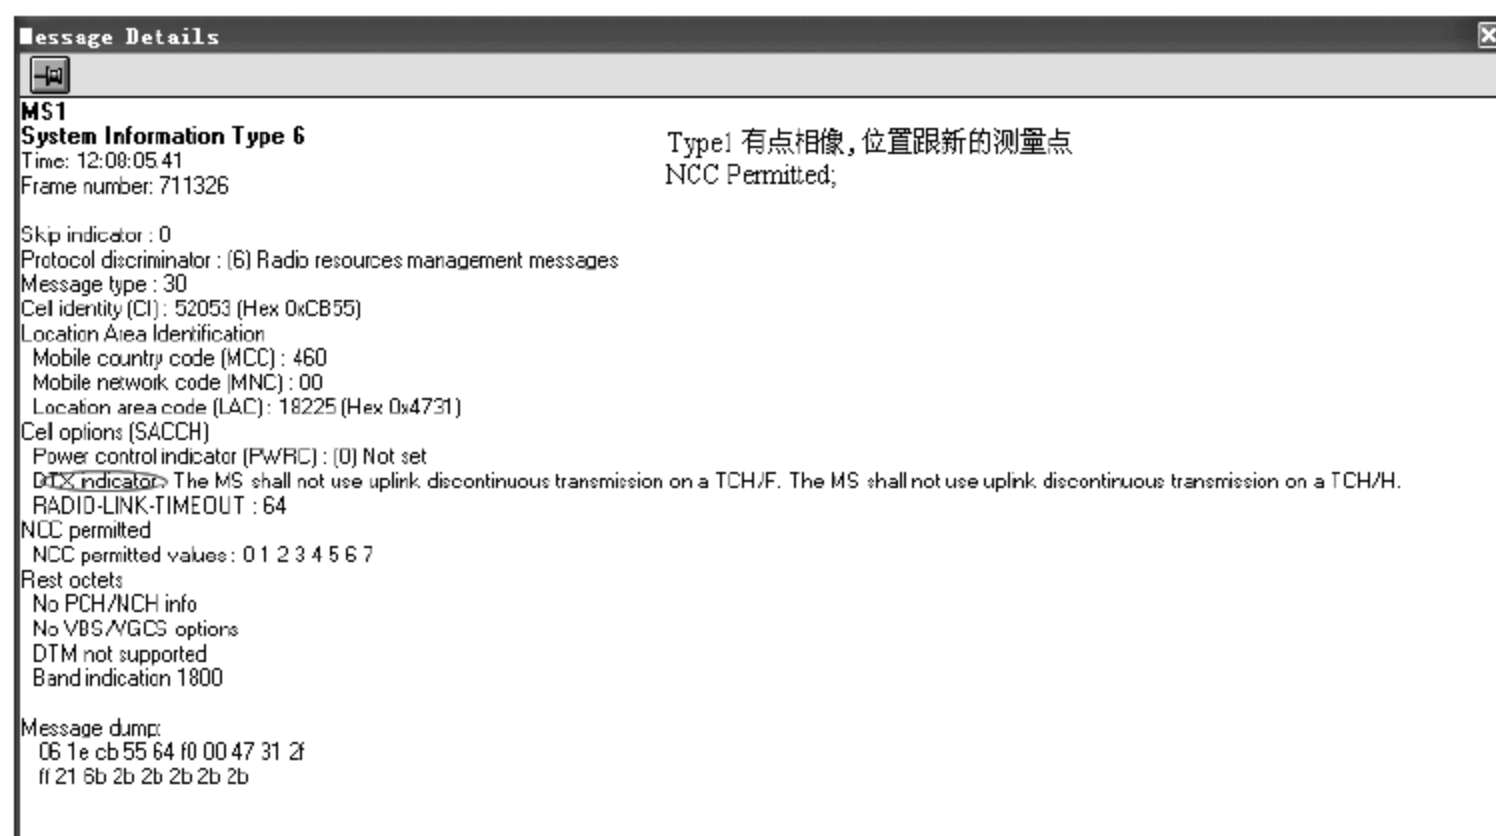 Message Details
MS1
System Information Type 6
Time: 12:08:05.41
Frame number: 711326
Type1 有点相像,位置跟新的测量点
NCC Permitted;
Skip indicator : 0
Protocol discriminator : (6) Radio resources management messages
Message type : 30
Cell identity (CI) : 52053 (Hex 0xCB55)
Location Area Identification
Mobile country code (MCC) : 460
Mobile network code (MNC) : 00
Location area code (LAC) : 18225 (Hex 0x4731)
Cell options (SACCH)
Power control indicator (PWRC) : (0) Not set
DTX indicator : The MS shall not use uplink discontinuous transmission on a TCH/F. The MS shall not use uplink discontinuous transmission on a TCH/H.
RADIO-LINK-TIMEOUT : 64
NCC permitted
NCC permitted values : 0 1 2 3 4 5 6 7
Rest octets
No PCH/NCH info
No VBS/VGCS options
DTM not supported
Band indication 1800
Message dump:
06 1e cb 55 64 f0 00 47 31 2f
ff 21 6b 2b 2b 2b 2b 2b